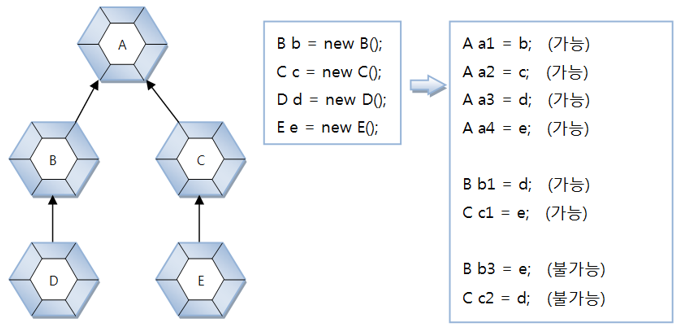 A
B
C
D
E
B b = new B();
C c = new C();
D d = new D();
E e = new E();
A a1 = b; (가능)
A a2 = c; (가능)
A a3 = d; (가능)
A a4 = e; (가능)
B b1 = d; (가능)
C c1 = e; (가능)
B b3 = e; (불가능)
C c2 = d; (불가능)